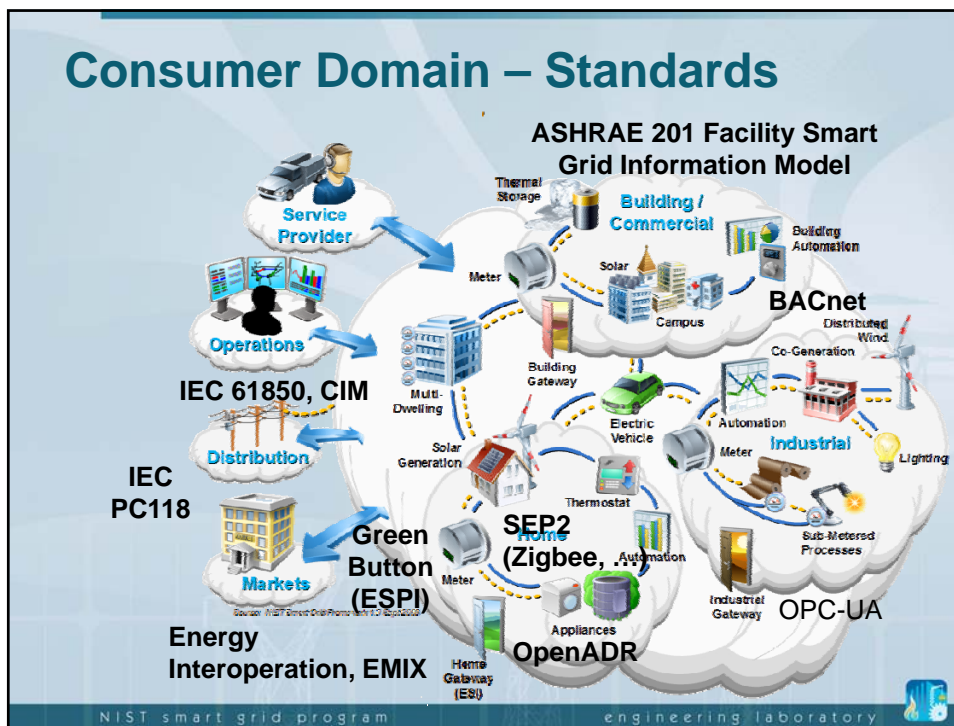 Consumer Domain – Standards
ASHRAE 201 Facility Smart
Grid Information Model
Thermal
Storage
Building /
Commercial
Building
Automation
Service
Provider
Meter
Solar
Campus
BACnet
Distributed
Wind
Operations
Co-Generation
Building
Gateway
IEC 61850, CIM
Multi-
Dwelling
Electric
Vehicle
Automation
Industrial
Solar
Generation
Meter
Lighting
Distribution
IEC
PC118
Thermostat
SEP2
Home
(Zigbee, ...)
Automation
Sub-Metered
Processes
Green
Button
(ESPI)
Meter
Markets
Industrial
Gateway
OPC-UA
Appliances
OpenADR
Energy
Interoperation, EMIX
Home
Gateway
(ESI)
NIST smart grid program
engineering laboratory